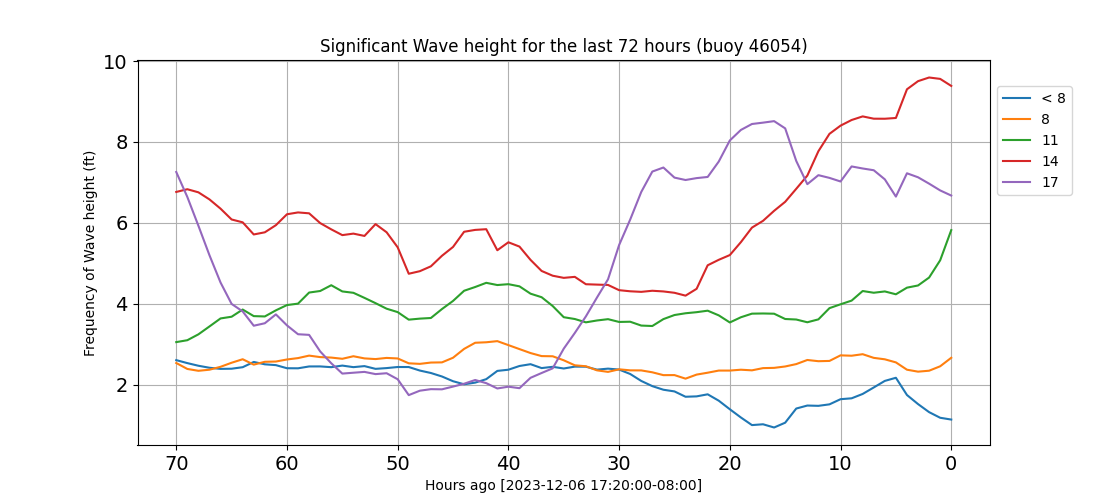 Significant Wave height for the last 72 hours (buoy 46054)
Frequency of Wave height (ft)
10
8
6
4
2
70 60 50 40 30 20 10 0
Hours ago [2023-12-06 17:20:00-08:00]
< 8
8
11
14
17